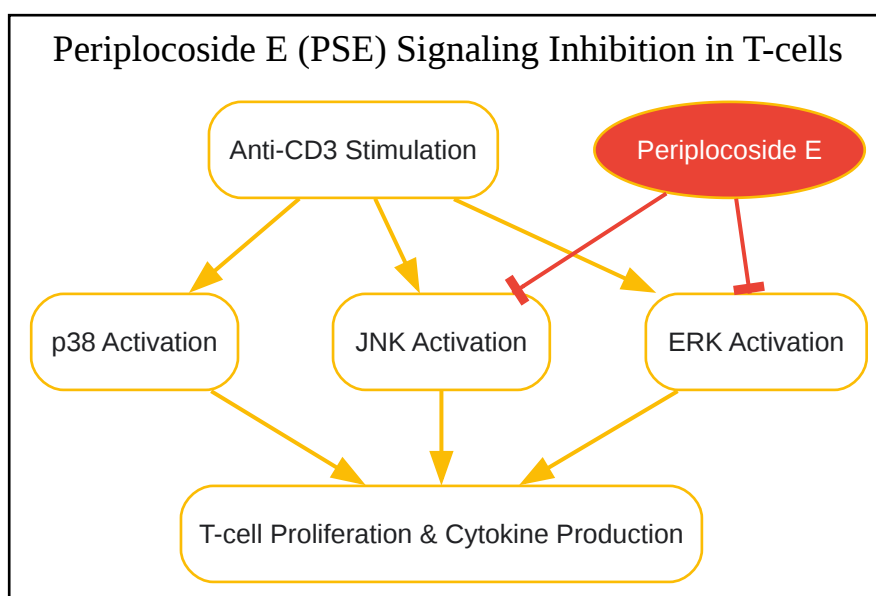 Periplocoside E (PSE) Signaling Inhibition in T-cells
Anti-CD3 Stimulation
Periplocoside E
p38 Activation
JNK Activation
ERK Activation
T-cell Proliferation & Cytokine Production